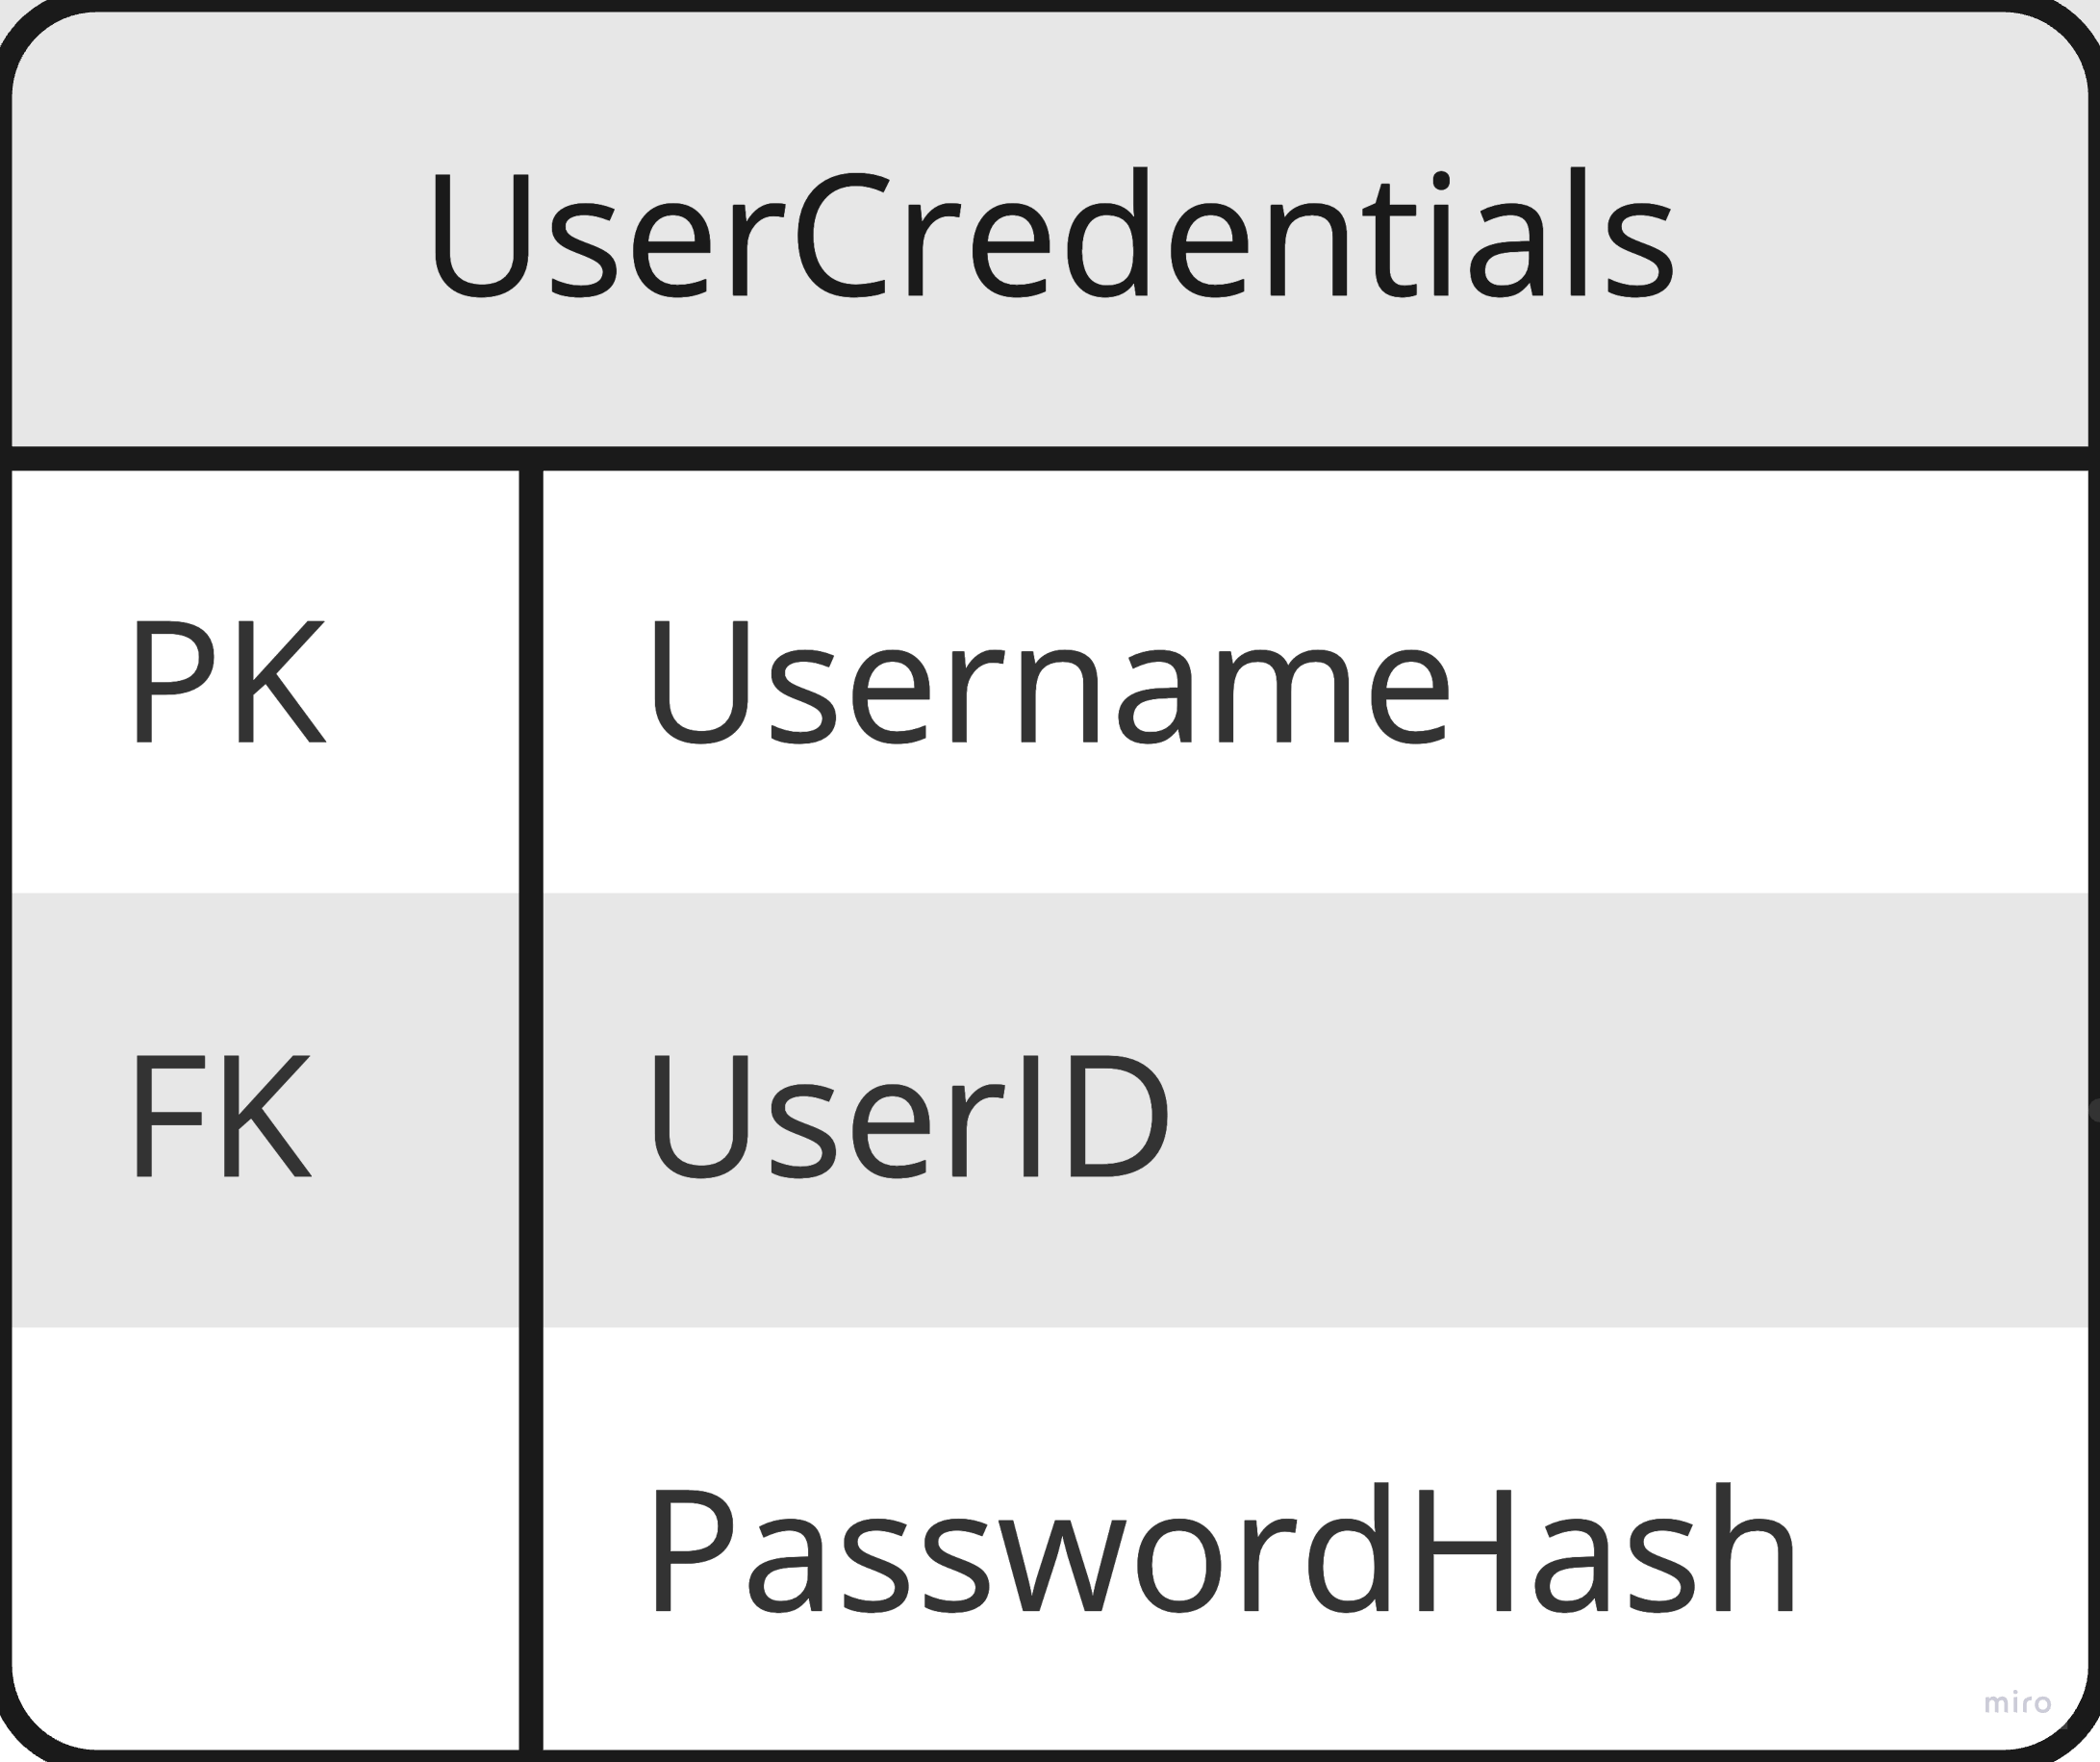 UserCredentials
PK Username
FK UserID
PasswordHash
miro